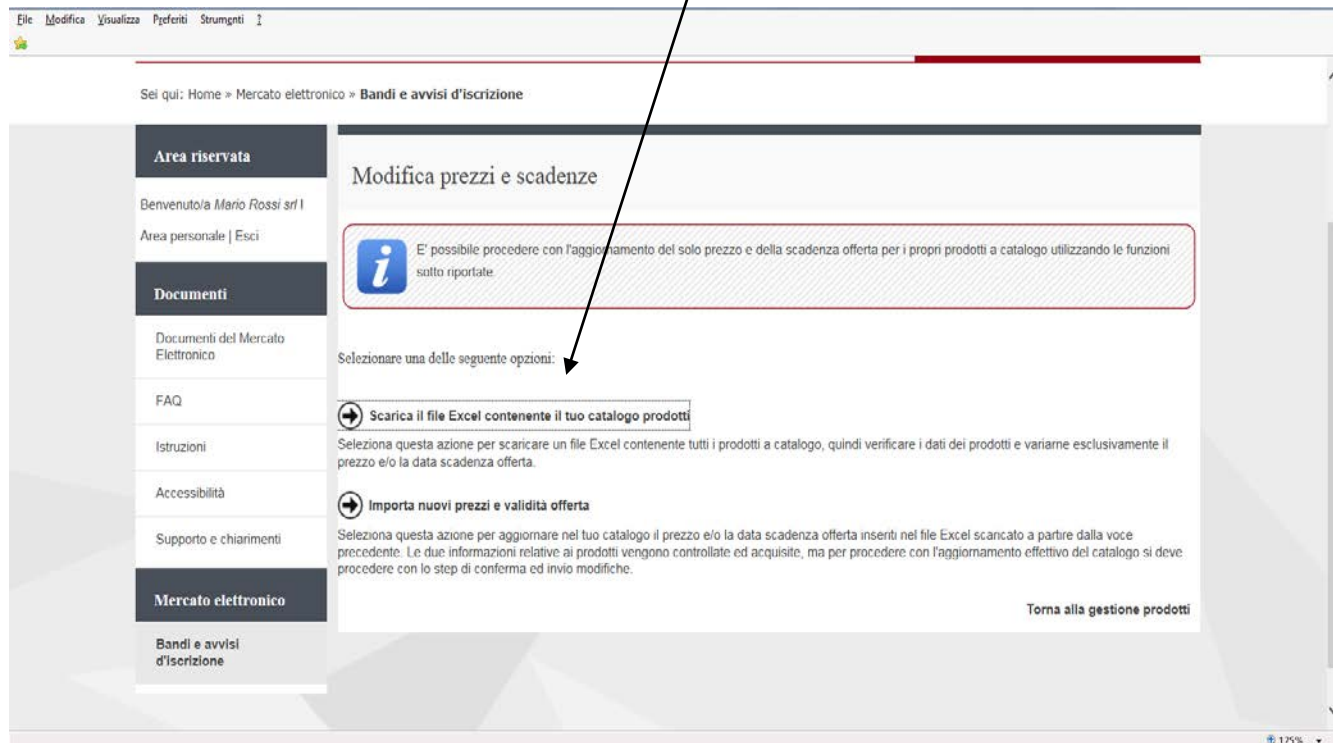 File Modifica Visualizza Preferiti Strumenti ?
Sei qui: Home » Mercato elettronico » Bandi e avvisi d'iscrizione
Area riservata
Benvenuto/a Mario Rossi srl I
Area personale | Esci
Documenti
Documenti del Mercato
Elettronico
FAQ
Istruzioni
Accessibilità
Supporto e chiarimenti
Mercato elettronico
Bandi e avvisi
d'iscrizione
Modifica prezzi e scadenze
E' possibile procedere con l'aggiornamento del solo prezzo e della scadenza offerta per i propri prodotti a catalogo utilizzando le funzioni
sotto riportate
Selezionare una delle seguente opzioni:
Scarica il file Excel contenente il tuo catalogo prodotti
Seleziona questa azione per scaricare un file Excel contenente tutti i prodotti a catalogo, quindi verificare i dati dei prodotti e variarne esclusivamente il
prezzo e/o la data scadenza offerta.
Importa nuovi prezzi e validità offerta
Seleziona questa azione per aggiornare nel tuo catalogo il prezzo e/o la data scadenza offerta inseriti nel file Excel scaricato a partire dalla voce
precedente. Le due informazioni relative ai prodotti vengono controllate ed acquisite, ma per procedere con l'aggiornamento effettivo del catalogo si deve
procedere con lo step di conferma ed invio modifiche.
Torna alla gestione prodotti
125%